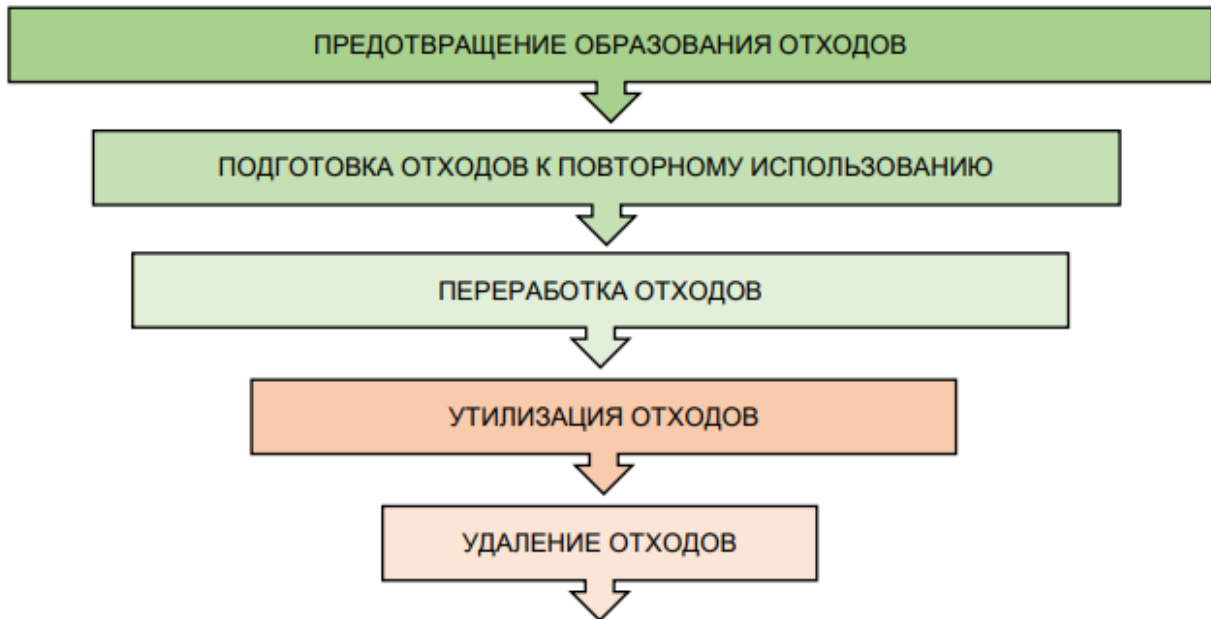 ПРЕДОТВРАЩЕНИЕ ОБРАЗОВАНИЯ ОТХОДОВ
ПОДГОТОВКА ОТХОДОВ К ПОВТОРНОМУ ИСПОЛЬЗОВАНИЮ
ПЕРЕРАБОТКА ОТХОДОВ
УТИЛИЗАЦИЯ ОТХОДОВ
УДАЛЕНИЕ ОТХОДОВ